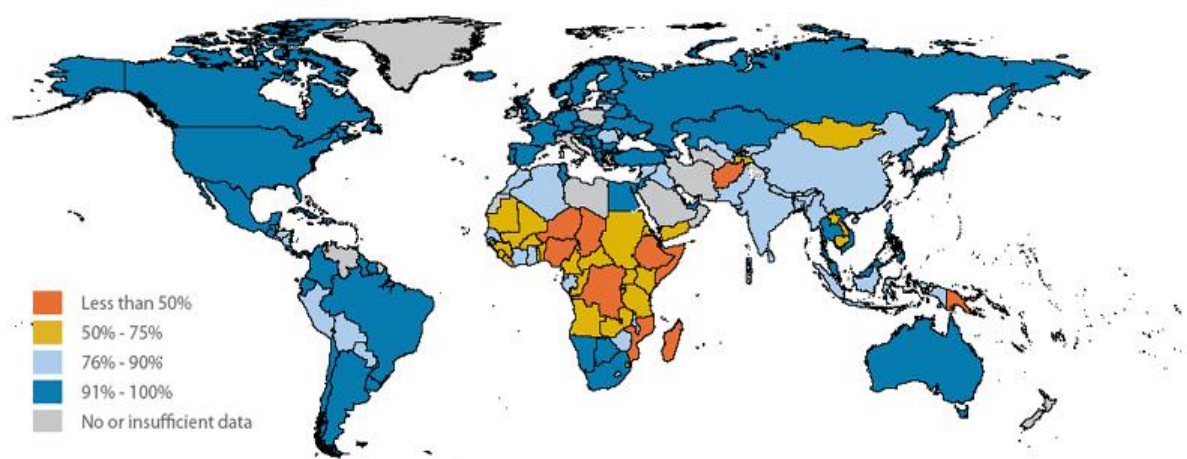 Less than 50%
50% - 75%
76% - 90%
91% - 100%
No or insufficient data